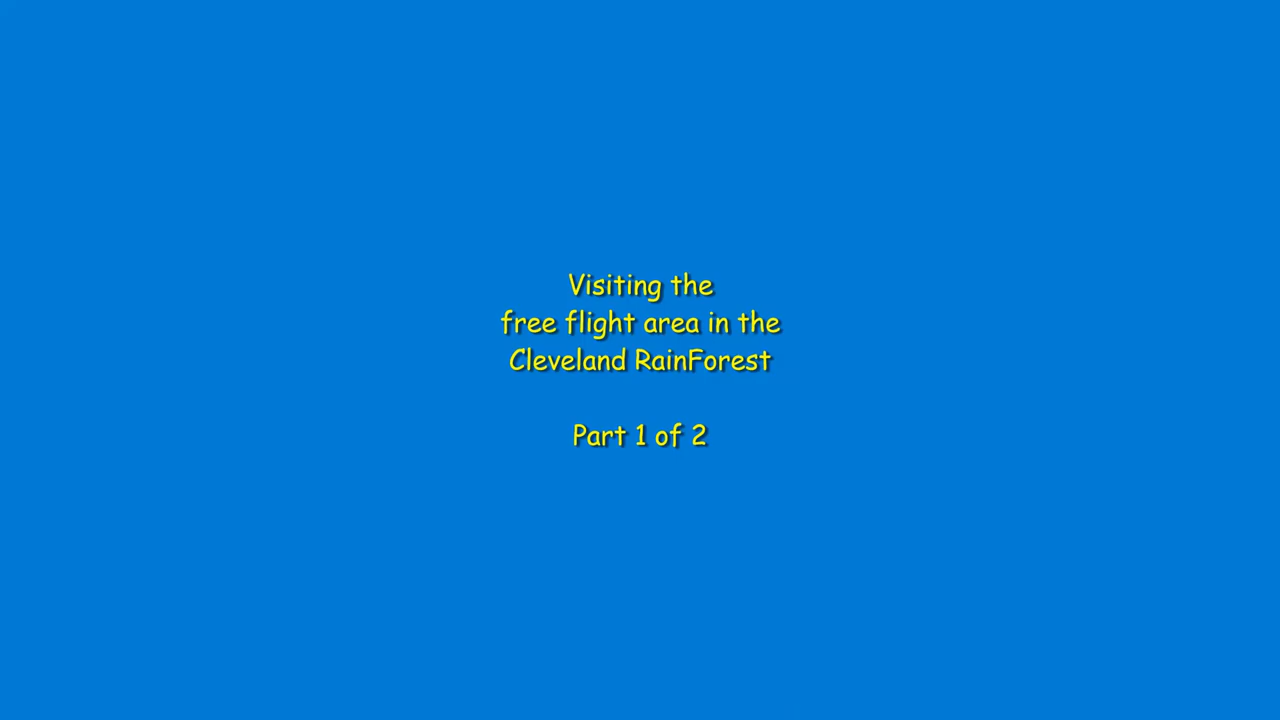 Visiting the
free flight area in the
Cleveland RainForest
Part 1 of 2